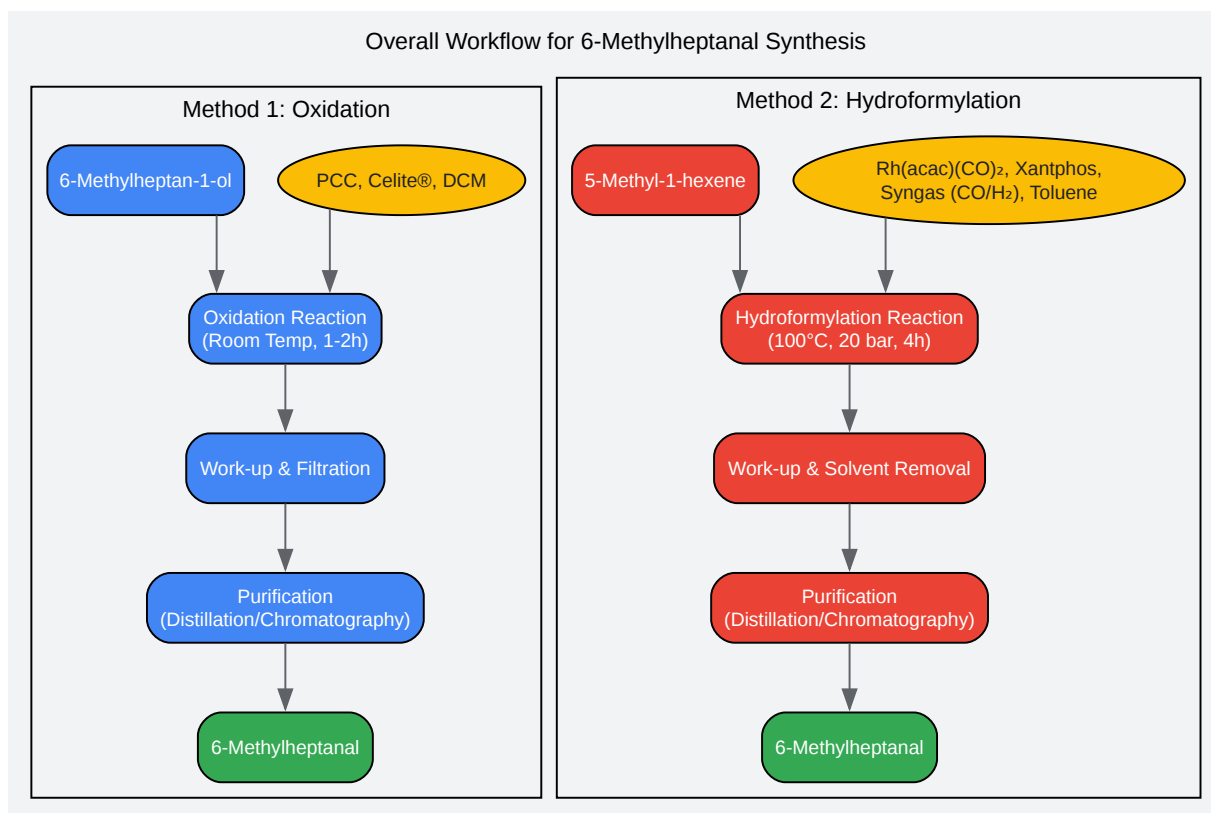 Overall Workflow for 6-Methylheptanal Synthesis
Method 1: Oxidation
6-Methylheptan-1-ol
PCC, Celite®, DCM
Oxidation Reaction
(Room Temp, 1-2h)
Work-up & Filtration
Purification
(Distillation/Chromatography)
6-Methylheptanal
Method 2: Hydroformylation
5-Methyl-1-hexene
Rh(acac)(CO)₂, Xantphos,
Syngas (CO/H₂), Toluene
Hydroformylation Reaction
(100°C, 20 bar, 4h)
Work-up & Solvent Removal
Purification
(Distillation/Chromatography)
6-Methylheptanal